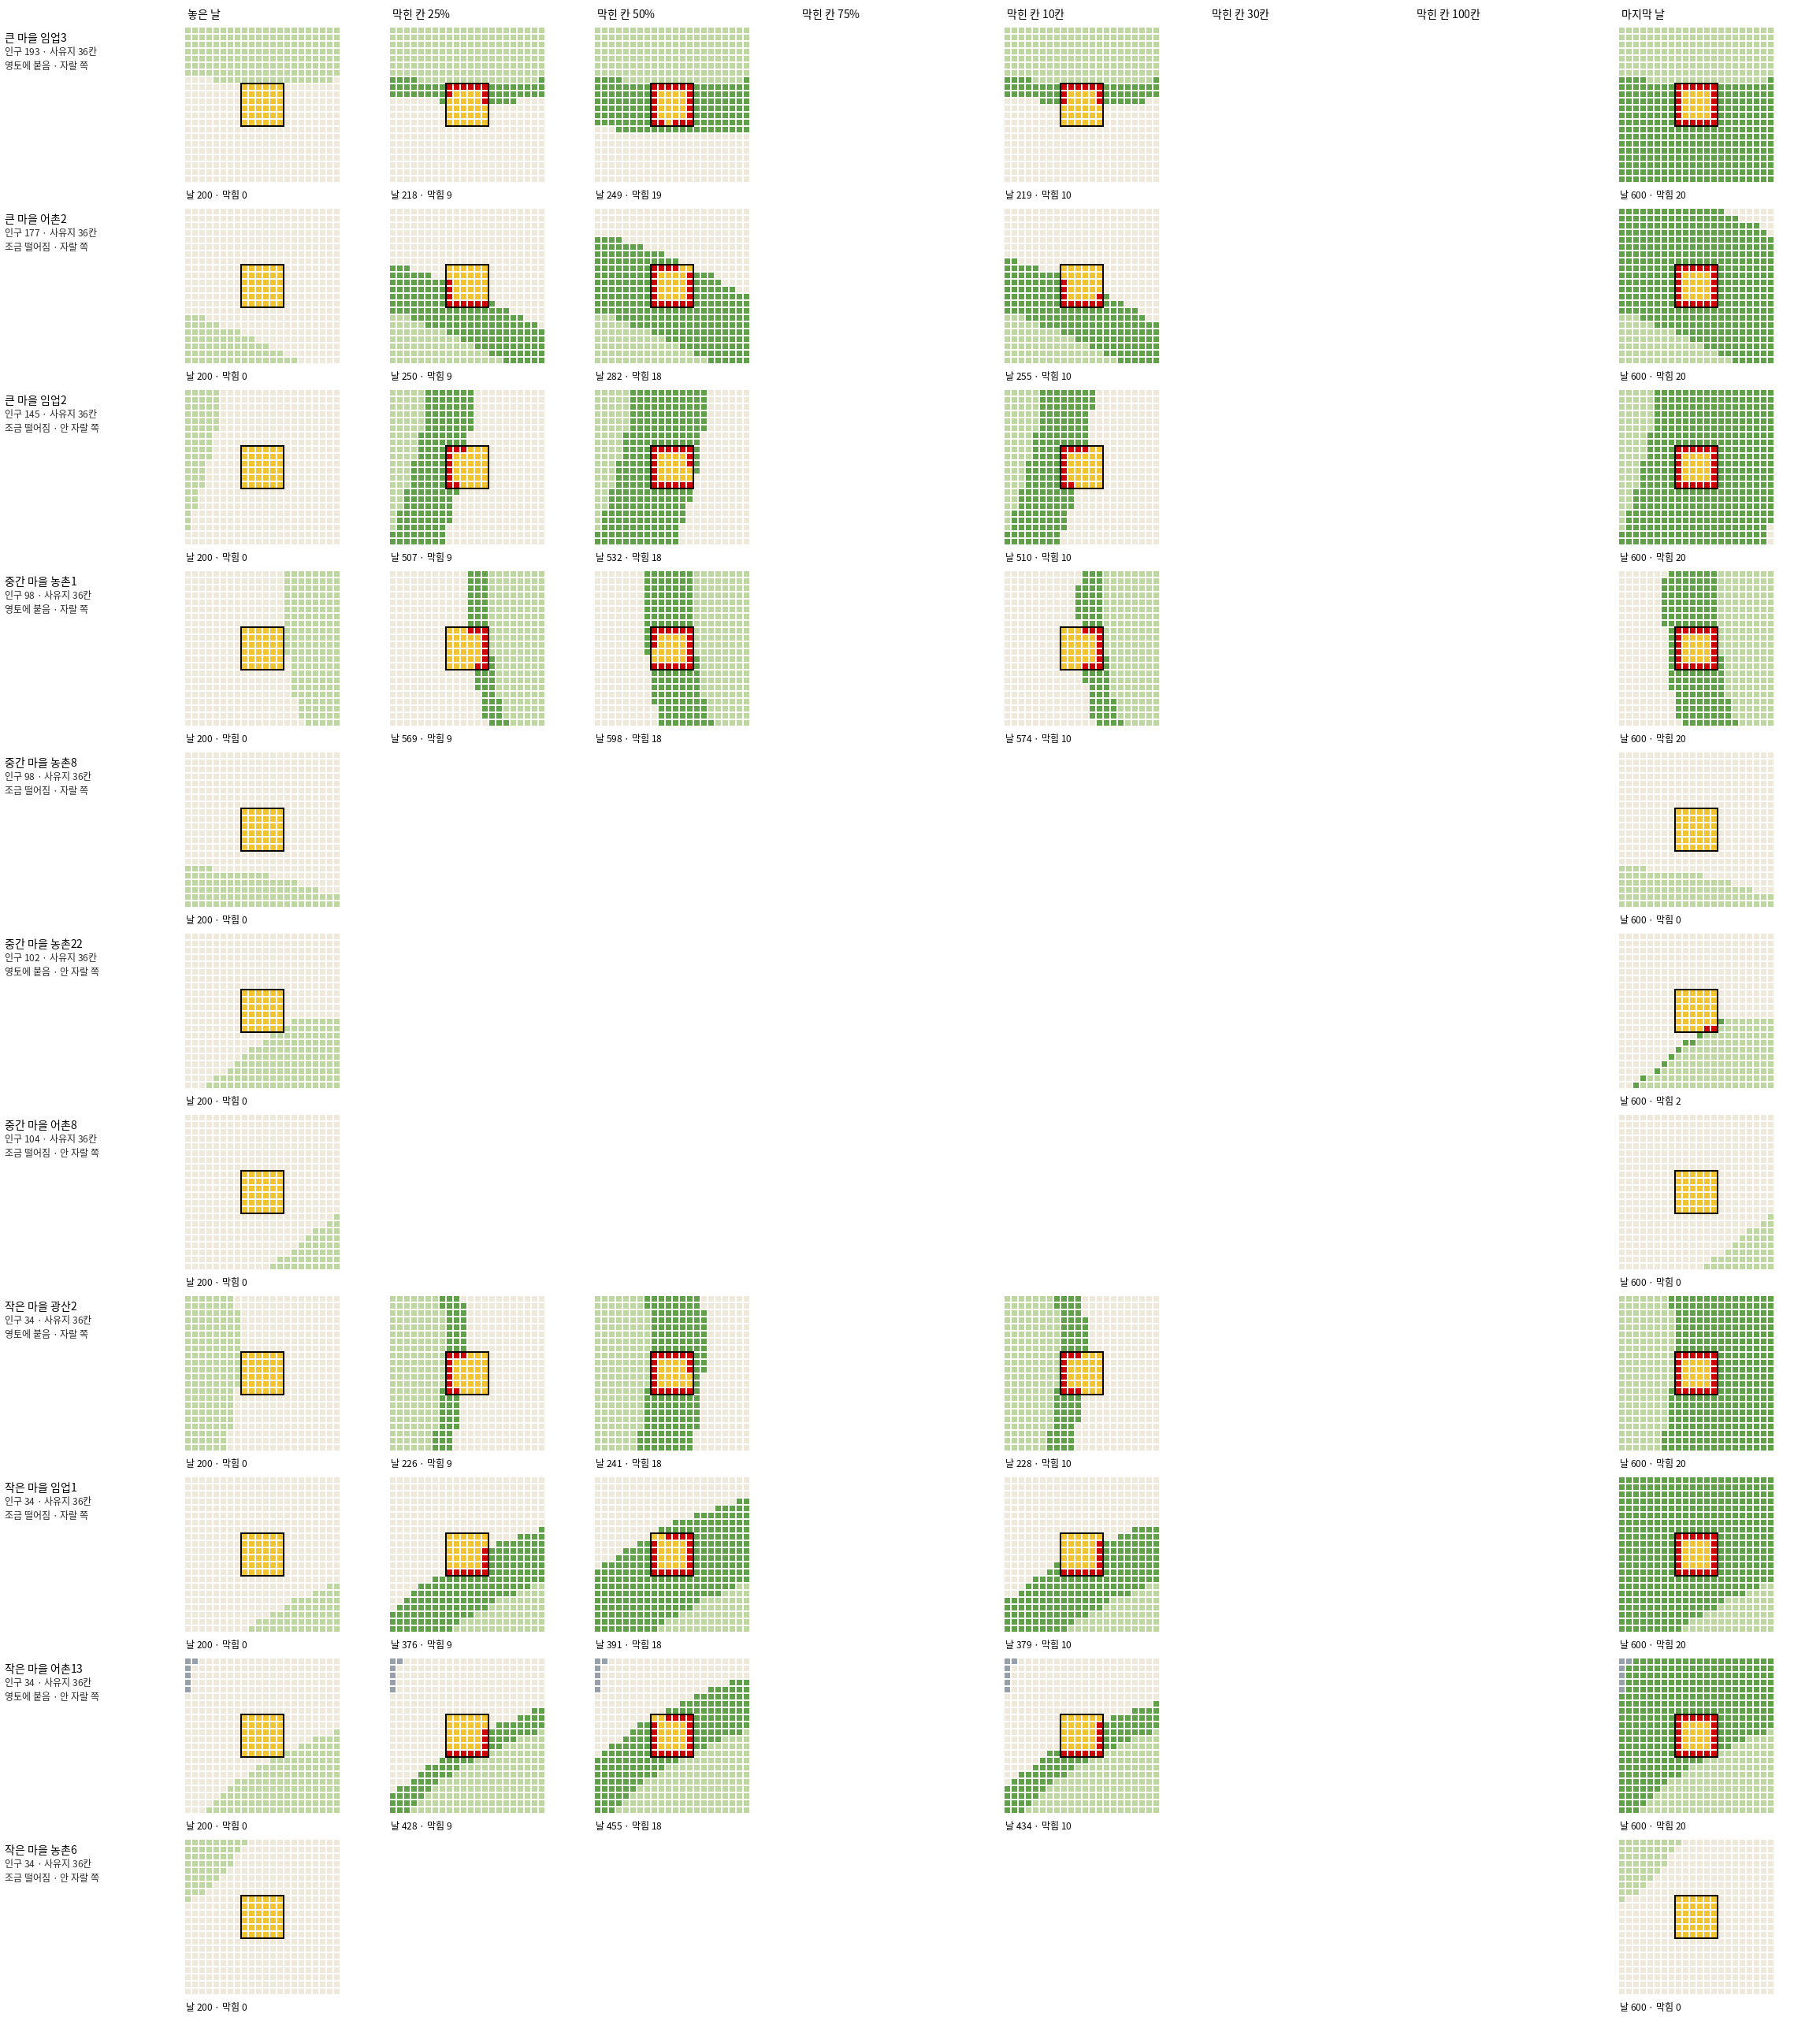 놓은 날 막힌 칸 25% 막힌 칸 50% 막힌 칸 75% 막힌 칸 10칸 막힌 칸 30칸 막힌 칸 100칸 마지막 날
큰 마을 임업3
인구 193 · 사유지 36칸
영토에 붙음 · 자랄 쪽
날 200 · 막힘 0 날 218 · 막힘 9 날 249 · 막힘 19 날 219 · 막힘 10 날 600 · 막힘 20
큰 마을 어촌2
인구 177 · 사유지 36칸
조금 떨어짐 · 자랄 쪽
날 200 · 막힘 0 날 250 · 막힘 9 날 282 · 막힘 18 날 255 · 막힘 10 날 600 · 막힘 20
큰 마을 임업2
인구 145 · 사유지 36칸
조금 떨어짐 · 안 자랄 쪽
날 200 · 막힘 0 날 507 · 막힘 9 날 532 · 막힘 18 날 510 · 막힘 10 날 600 · 막힘 20
중간 마을 농촌1
인구 98 · 사유지 36칸
영토에 붙음 · 자랄 쪽
날 200 · 막힘 0 날 569 · 막힘 9 날 598 · 막힘 18 날 574 · 막힘 10 날 600 · 막힘 20
중간 마을 농촌8
인구 98 · 사유지 36칸
조금 떨어짐 · 자랄 쪽
날 200 · 막힘 0 날 600 · 막힘 0
중간 마을 농촌22
인구 102 · 사유지 36칸
영토에 붙음 · 안 자랄 쪽
날 200 · 막힘 0 날 600 · 막힘 2
중간 마을 어촌8
인구 104 · 사유지 36칸
조금 떨어짐 · 안 자랄 쪽
날 200 · 막힘 0 날 600 · 막힘 0
작은 마을 광산2
인구 34 · 사유지 36칸
영토에 붙음 · 자랄 쪽
날 200 · 막힘 0 날 226 · 막힘 9 날 241 · 막힘 18 날 228 · 막힘 10 날 600 · 막힘 20
작은 마을 임업1
인구 34 · 사유지 36칸
조금 떨어짐 · 자랄 쪽
날 200 · 막힘 0 날 376 · 막힘 9 날 391 · 막힘 18 날 379 · 막힘 10 날 600 · 막힘 20
작은 마을 어촌13
인구 34 · 사유지 36칸
영토에 붙음 · 안 자랄 쪽
날 200 · 막힘 0 날 428 · 막힘 9 날 455 · 막힘 18 날 434 · 막힘 10 날 600 · 막힘 20
작은 마을 농촌6
인구 34 · 사유지 36칸
조금 떨어짐 · 안 자랄 쪽
날 200 · 막힘 0 날 600 · 막힘 0